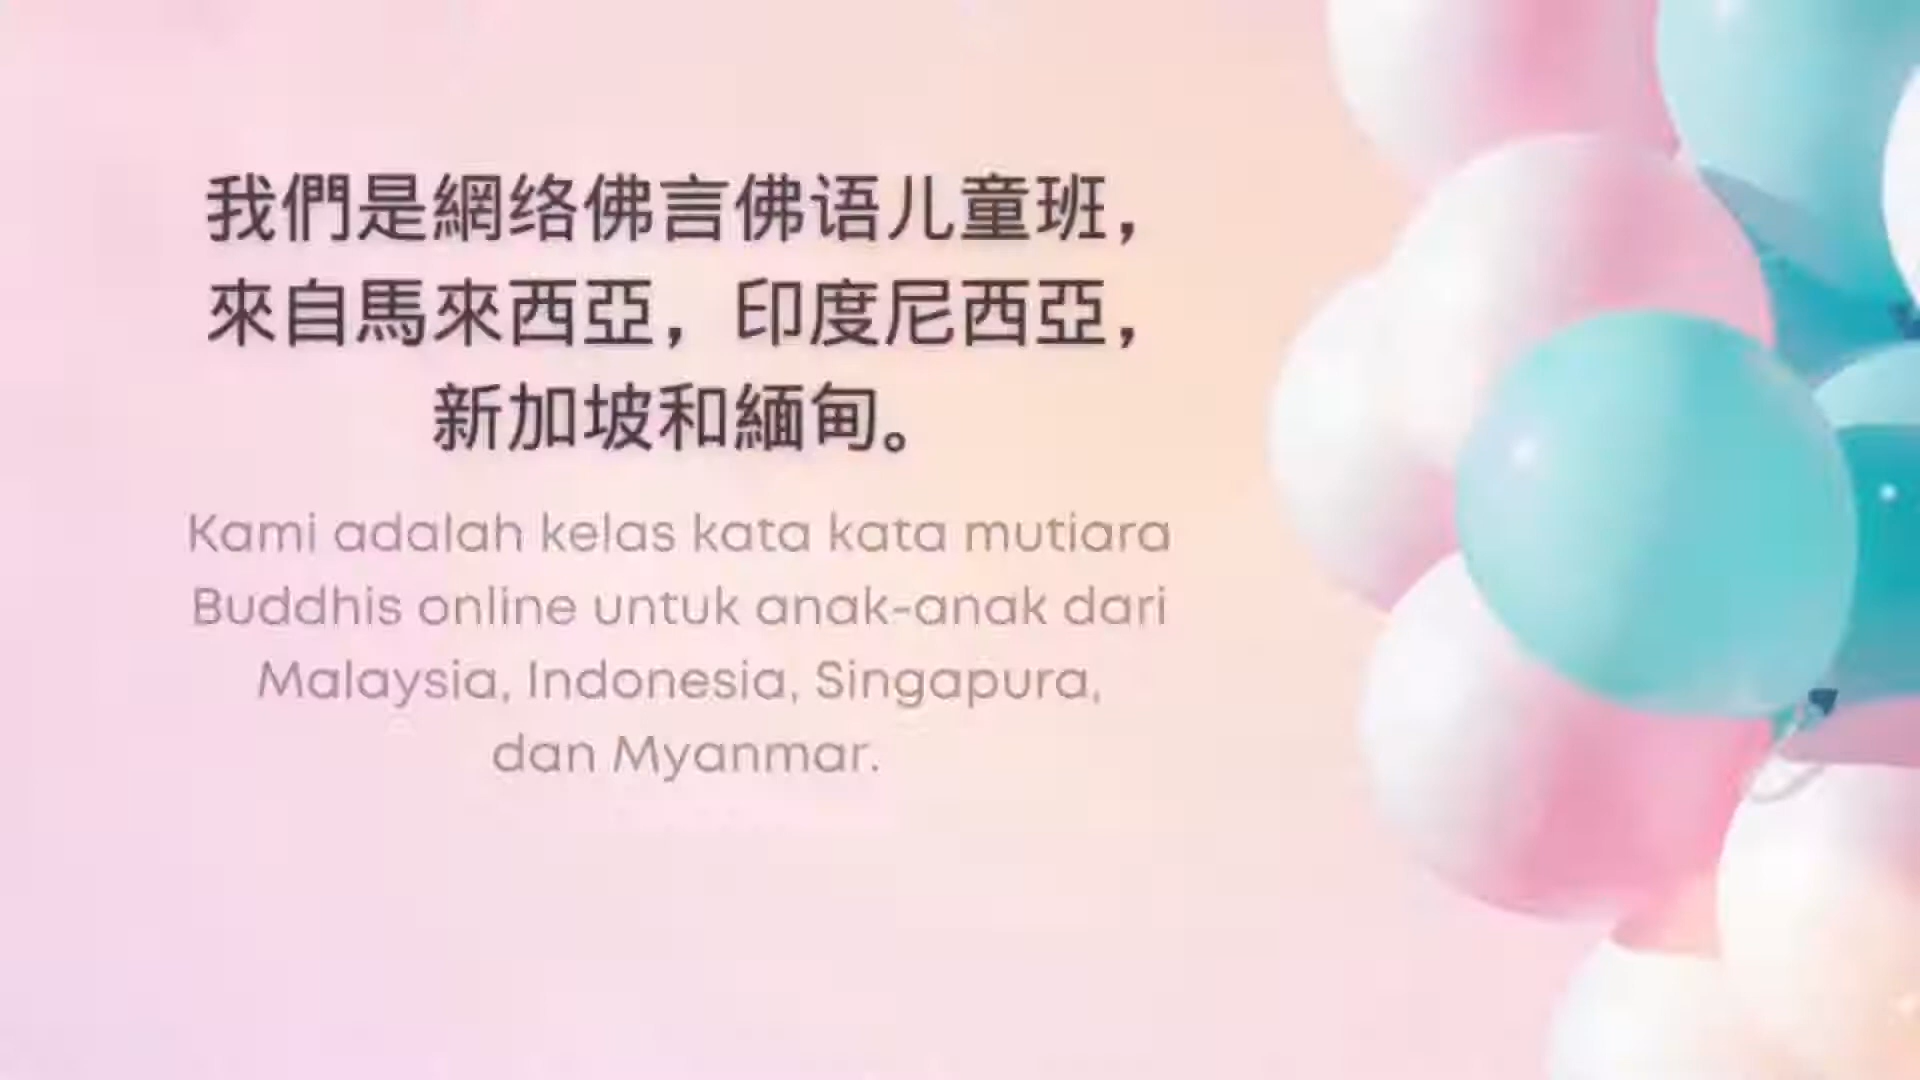 我們是網络佛言佛语儿童班，
來自馬來西亞，印度尼西亞，
新加坡和緬甸。
Kami adalah kelas kata kata mutiara
Buddhis online untuk anak-anak dari
Malaysia, Indonesia, Singapura,
dan Myanmar.